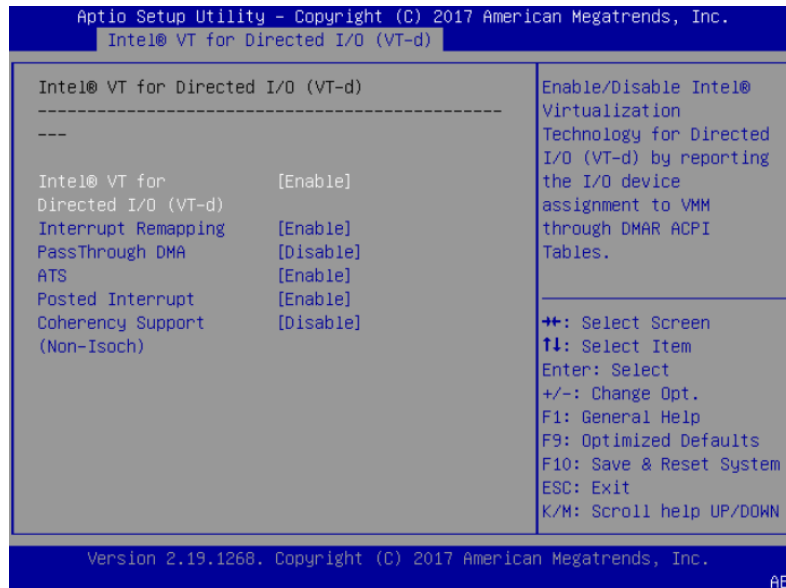 Aptio Setup Utility – Copyright (C) 2017 American Megatrends, Inc.
Intel® VT for Directed I/O (VT-d)
Intel® VT for Directed I/O (VT-d)
------------------------------------------------
---
Intel® VT for [Enable]
Directed I/O (VT-d)
Interrupt Remapping [Enable]
PassThrough DMA [Disable]
ATS [Enable]
Posted Interrupt [Enable]
Coherency Support [Disable]
(Non-Isoch)
Enable/Disable Intel®
Virtualization
Technology for Directed
I/O (VT-d) by reporting
the I/O device
assignment to VMM
through DMAR ACPI
Tables.
→←: Select Screen
↑↓: Select Item
Enter: Select
+/-: Change Opt.
F1: General Help
F9: Optimized Defaults
F10: Save & Reset System
ESC: Exit
K/M: Scroll help UP/DOWN
Version 2.19.1268. Copyright (C) 2017 American Megatrends, Inc.